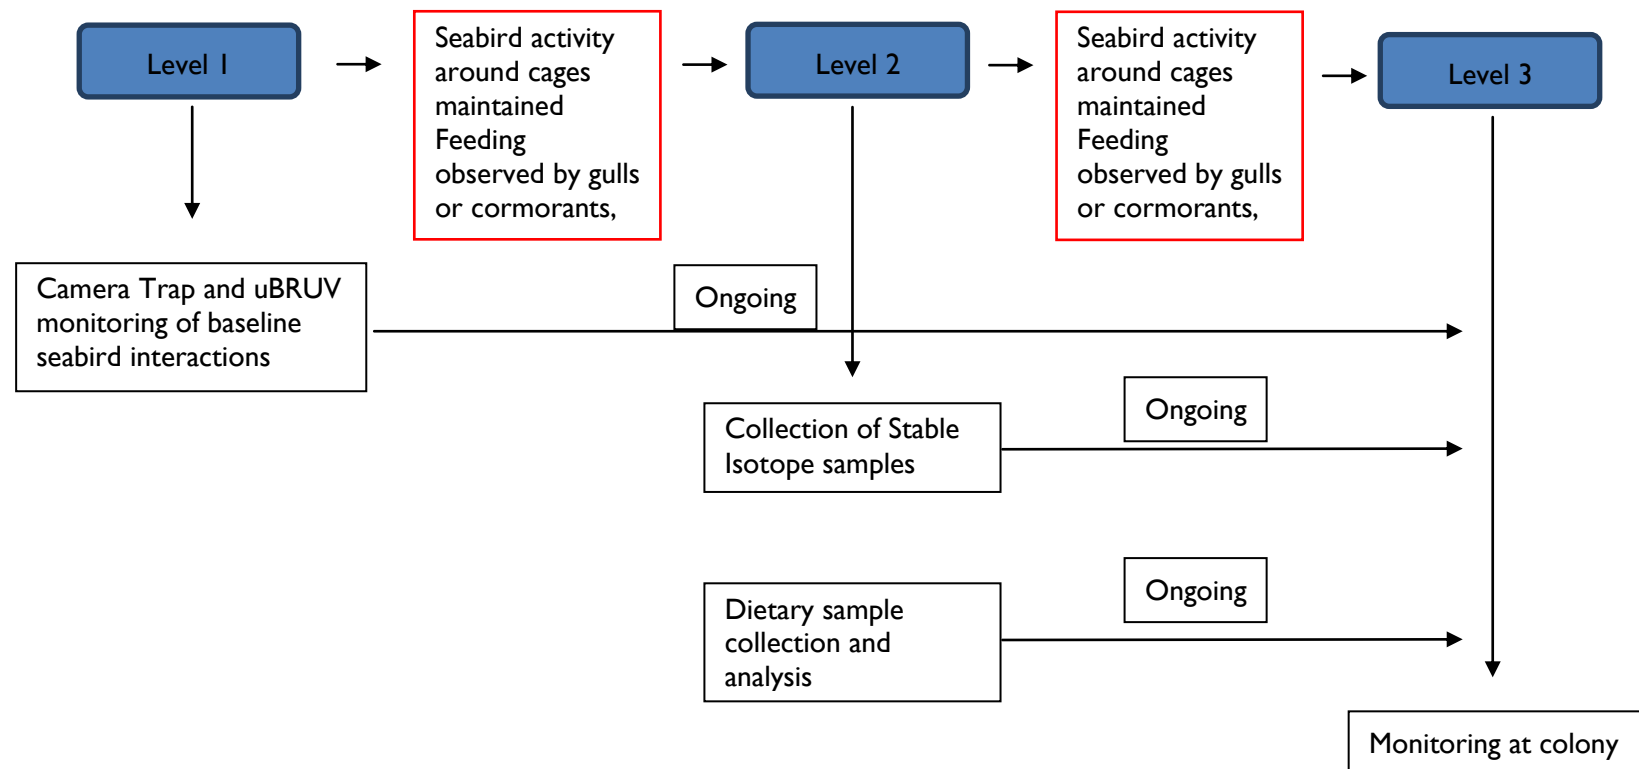 Level 1
Seabird activity
around cages
maintained
Feeding
observed by gulls
or cormorants,
Level 2
Seabird activity
around cages
maintained
Feeding
observed by gulls
or cormorants,
Level 3
Camera Trap and uBRUV
monitoring of baseline
seabird interactions
Ongoing
Collection of Stable
Isotope samples
Ongoing
Dietary sample
collection and
analysis
Ongoing
Monitoring at colony